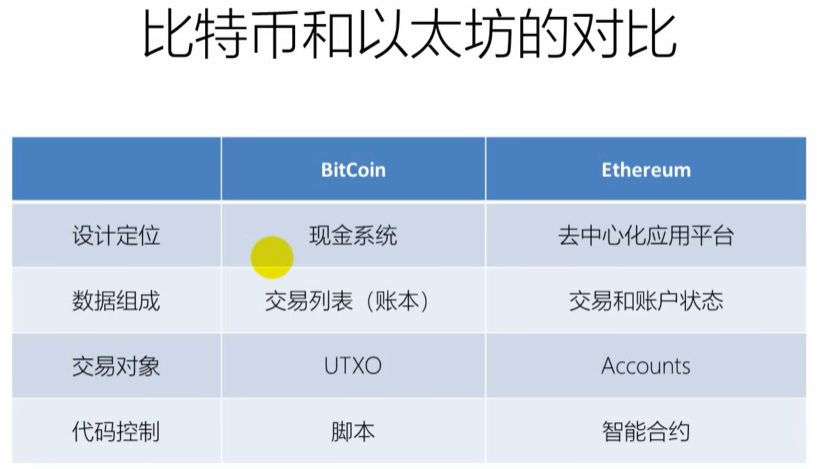 比特币和以太坊的对比
BitCoin Ethereum
设计定位 现金系统 去中心化应用平台
数据组成 交易列表（账本） 交易和账户状态
交易对象 UTXO Accounts
代码控制 脚本 智能合约